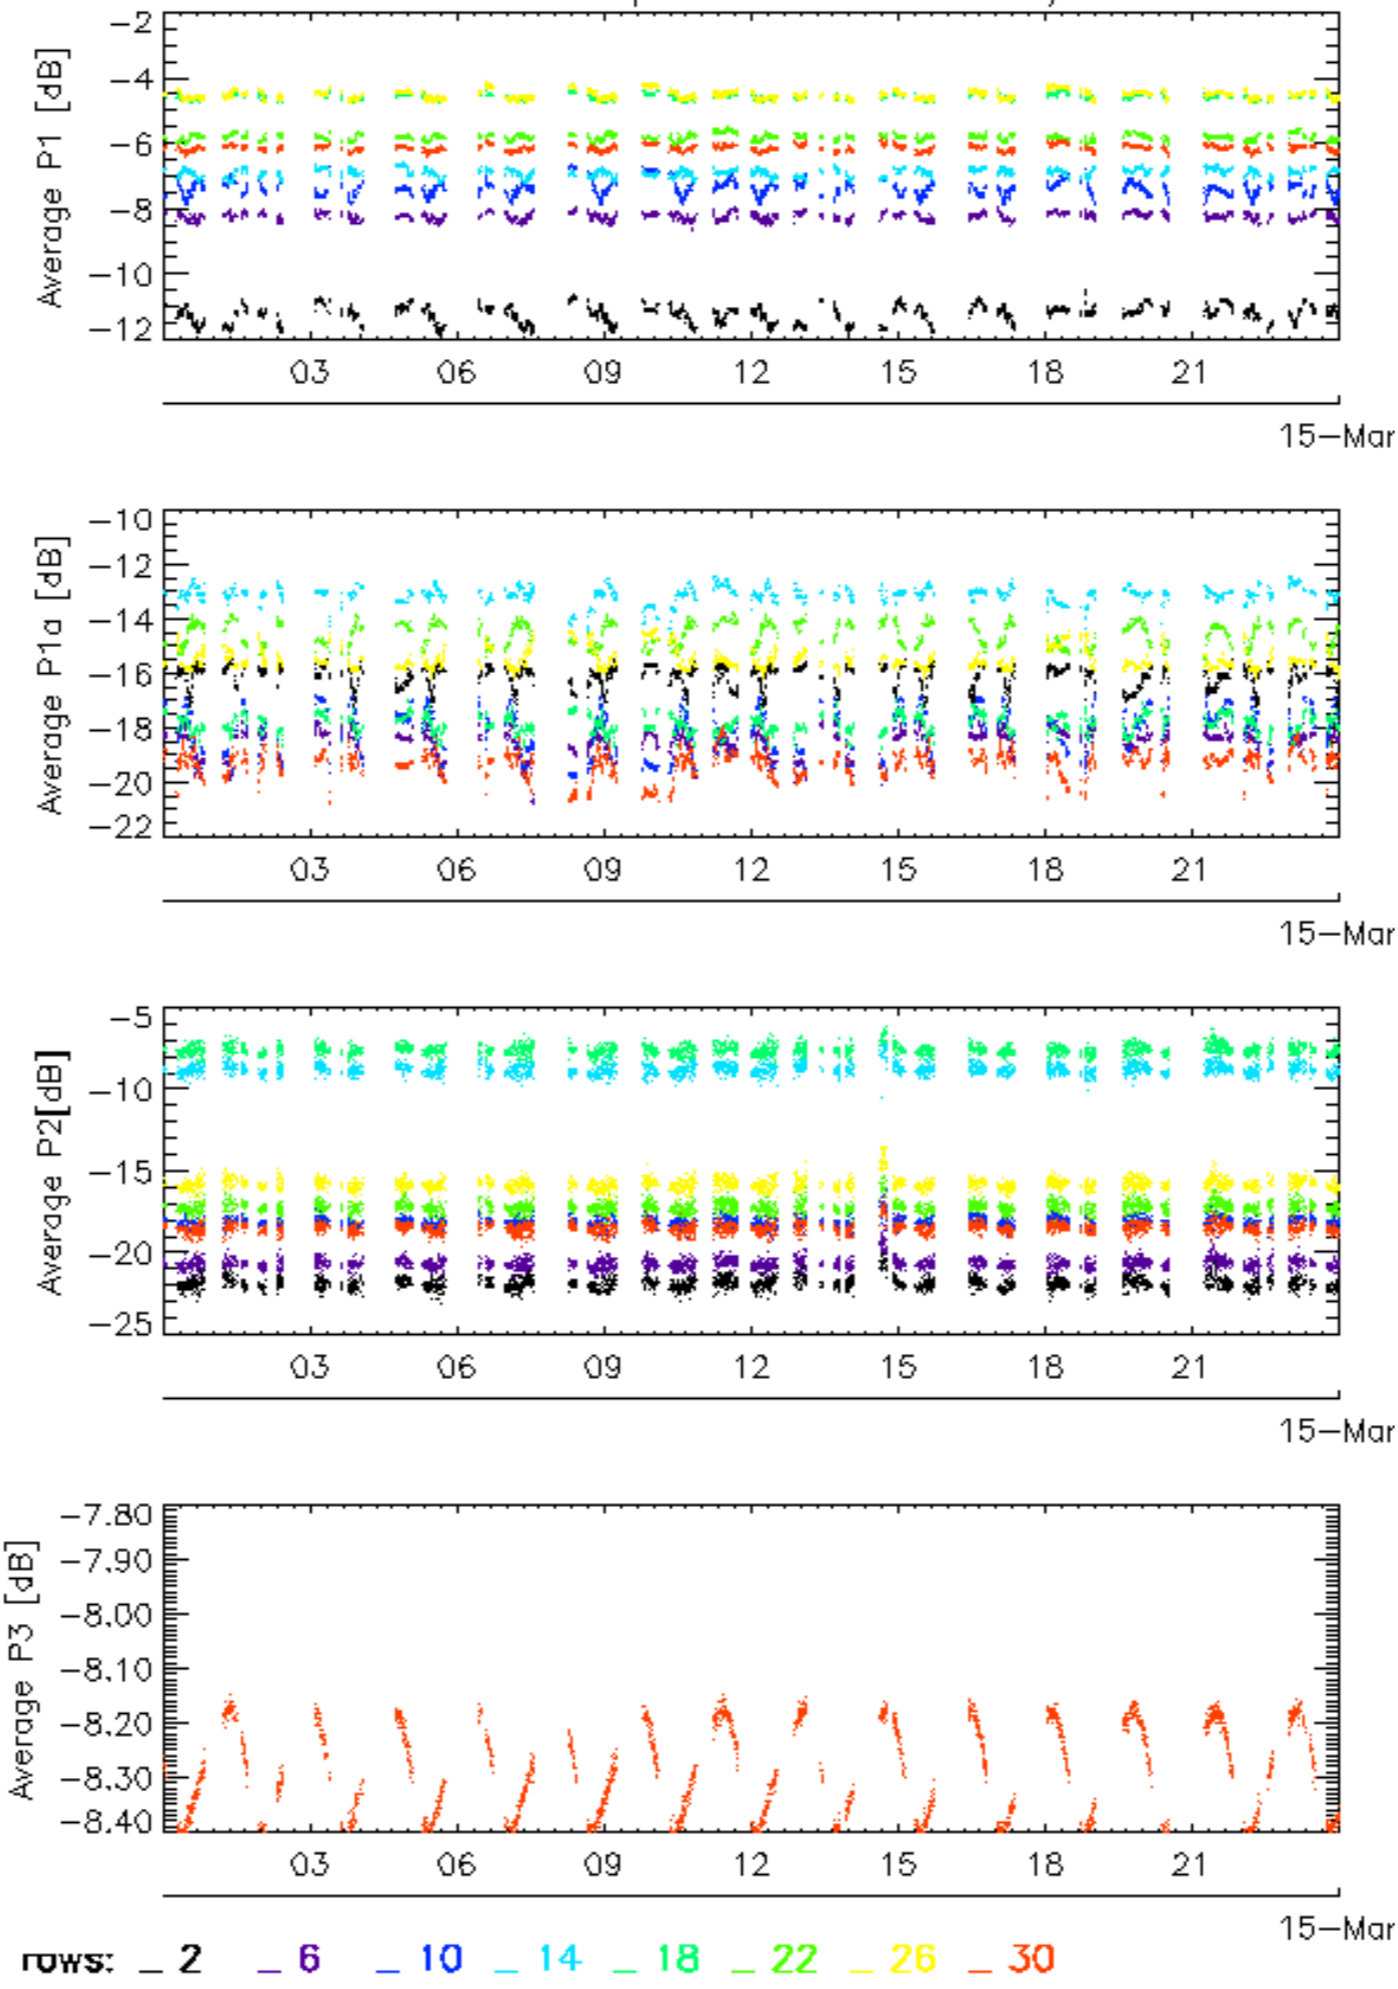 Average P1 [dB]
-2
-4
-6
-8
-10
-12
03 06 09 12 15 18 21
15-Mar
Average P1a [dB]
-10
-12
-14
-16
-18
-20
-22
03 06 09 12 15 18 21
15-Mar
Average P2[dB]
-5
-10
-15
-20
-25
03 06 09 12 15 18 21
15-Mar
Average P3 [dB]
-7.80
-7.90
-8.00
-8.10
-8.20
-8.30
-8.40
03 06 09 12 15 18 21
15-Mar
rows: _ 2 _ 6 _ 10 _ 14 _ 18 _ 22 _ 26 _ 30